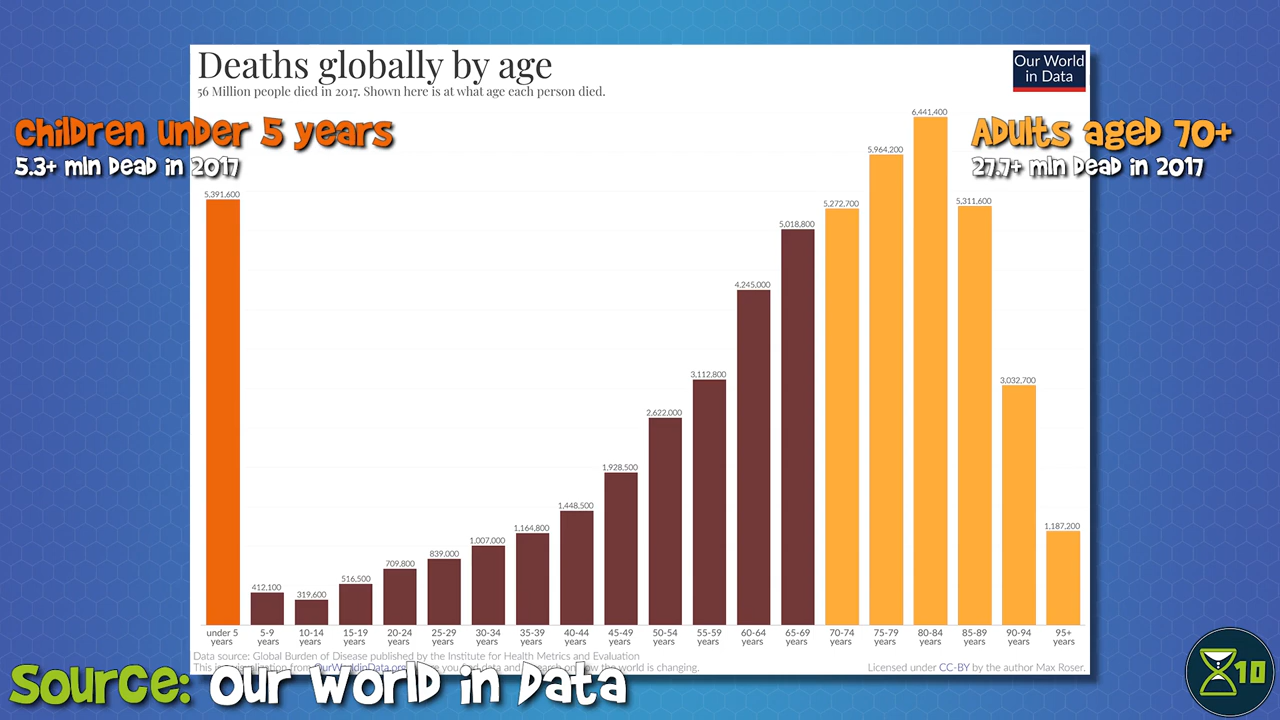 Deaths globally by age
56 Million people died in 2017. Shown here is at what age each person died.
Our World
in Data
Children under 5 years
5.3+ mln dead in 2017
Adults aged 70+
27.7+ mln dead in 2017
5,391,600
412,100
319,600
516,500
709,800
839,000
1,007,000
1,164,800
1,448,500
1,928,500
2,622,000
3,112,800
4,245,000
5,018,800
5,272,700
5,964,200
6,441,400
5,311,600
3,032,700
1,187,200
under 5 years
5-9 years
10-14 years
15-19 years
20-24 years
25-29 years
30-34 years
35-39 years
40-44 years
45-49 years
50-54 years
55-59 years
60-64 years
65-69 years
70-74 years
75-79 years
80-84 years
85-89 years
90-94 years
95+ years
Data source: Global Burden of Disease published by the Institute for Health Metrics and Evaluation
This is a the world is changing.
Licensed under CC-BY by the author Max Roser.
Source: Our World in Data
10